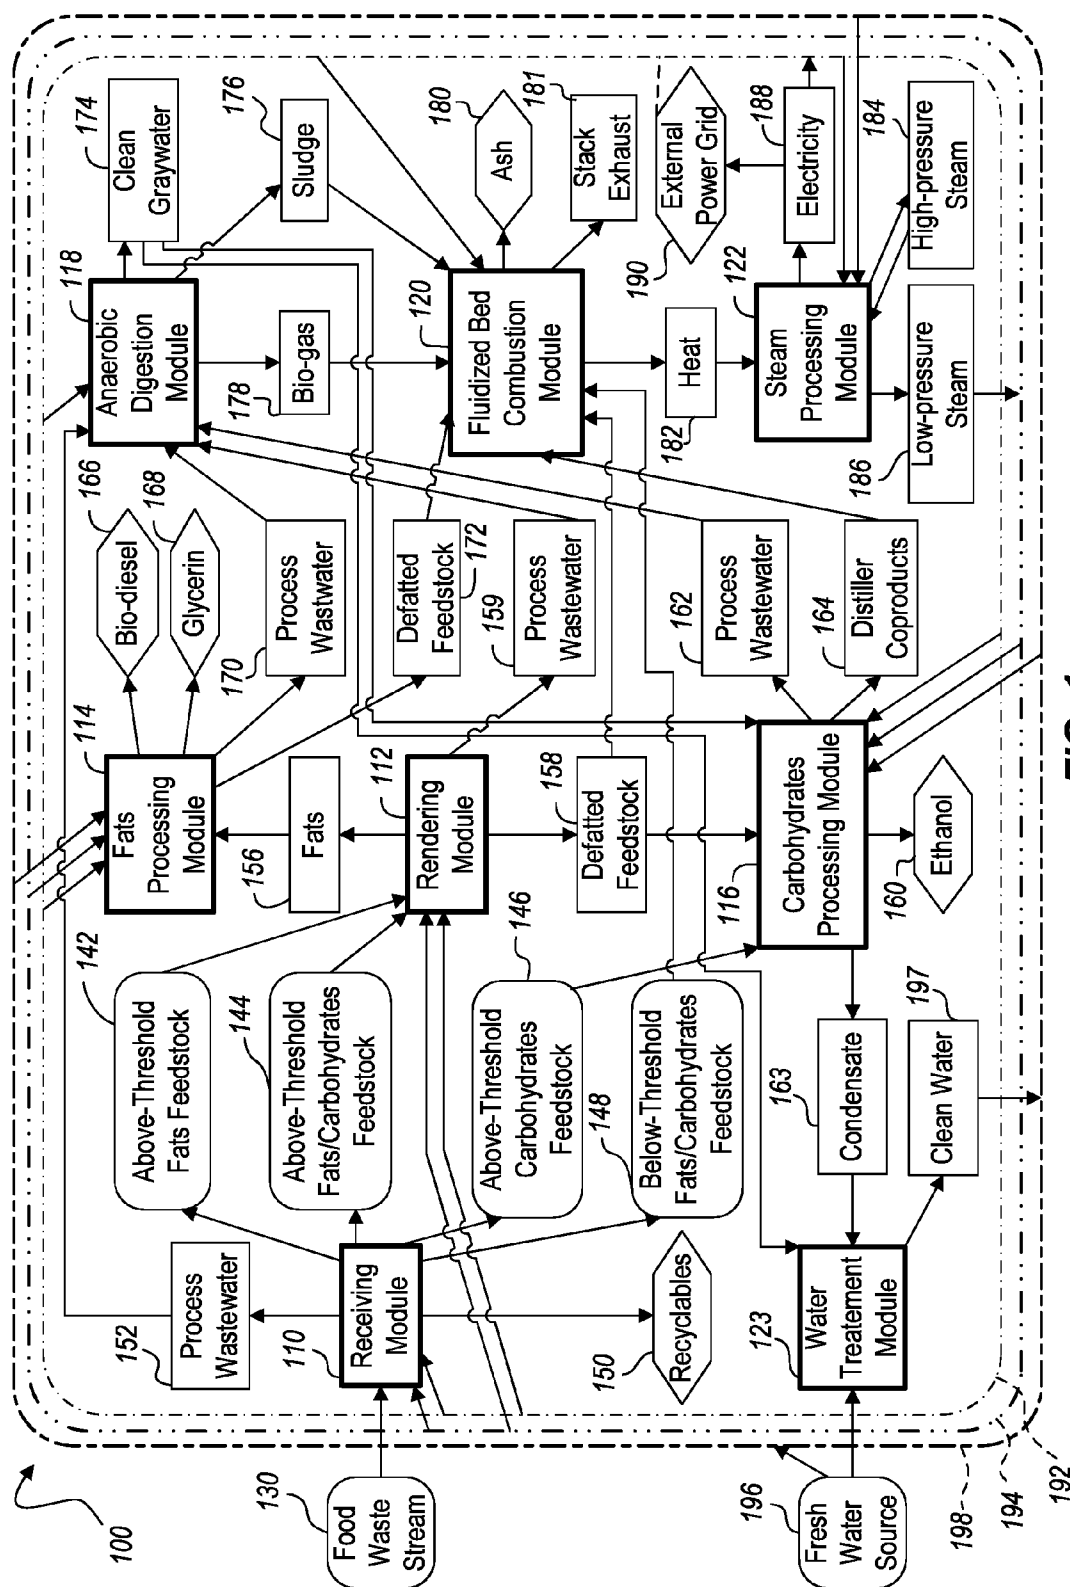 100
130
Food
Waste
Stream
196
Fresh
Water
Source
198
194
192
152
Process
Wastewater
110
Receiving
Module
150
Recyclables
123
Water
Treatement
Module
142
Above-Threshold
Fats Feedstock
144
Above-Threshold
Fats/Carbohydrates
Feedstock
146
Above-Threshold
Carbohydrates
Feedstock
148
Below-Threshold
Fats/Carbohydrates
Feedstock
163
Condensate
197
Clean Water
114
Fats
Processing
Module
156
Fats
112
Rendering
Module
158
Defatted
Feedstock
116
Carbohydrates
Processing Module
160
Ethanol
166
Bio-diesel
168
Glycerin
170
Process
Wastwater
Defatted
Feedstock
172
159
Process
Wastewater
162
Process
Wastewater
164
Distiller
Coproducts
118
Anaerobic
Digestion
Module
174
Clean
Graywater
176
Sludge
178
Bio-gas
120
Fluidized Bed
Combustion
Module
180
Ash
181
Stack
Exhaust
182
Heat
122
Steam
Processing
Module
190
External
Power Grid
188
Electricity
184
High-pressure
Steam
186
Low-pressure
Steam